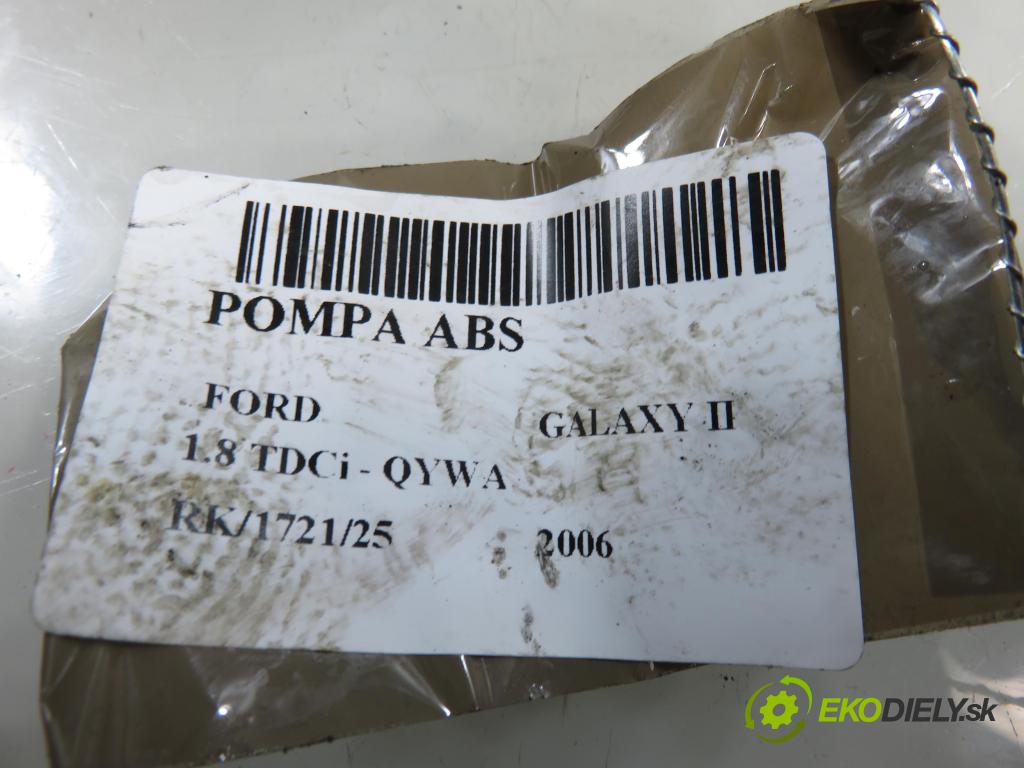 POMPA ABS
FORD GALAXY II
1.8 TDCi - QYWA
RK/1721/25 2006
EKODIELY.sk